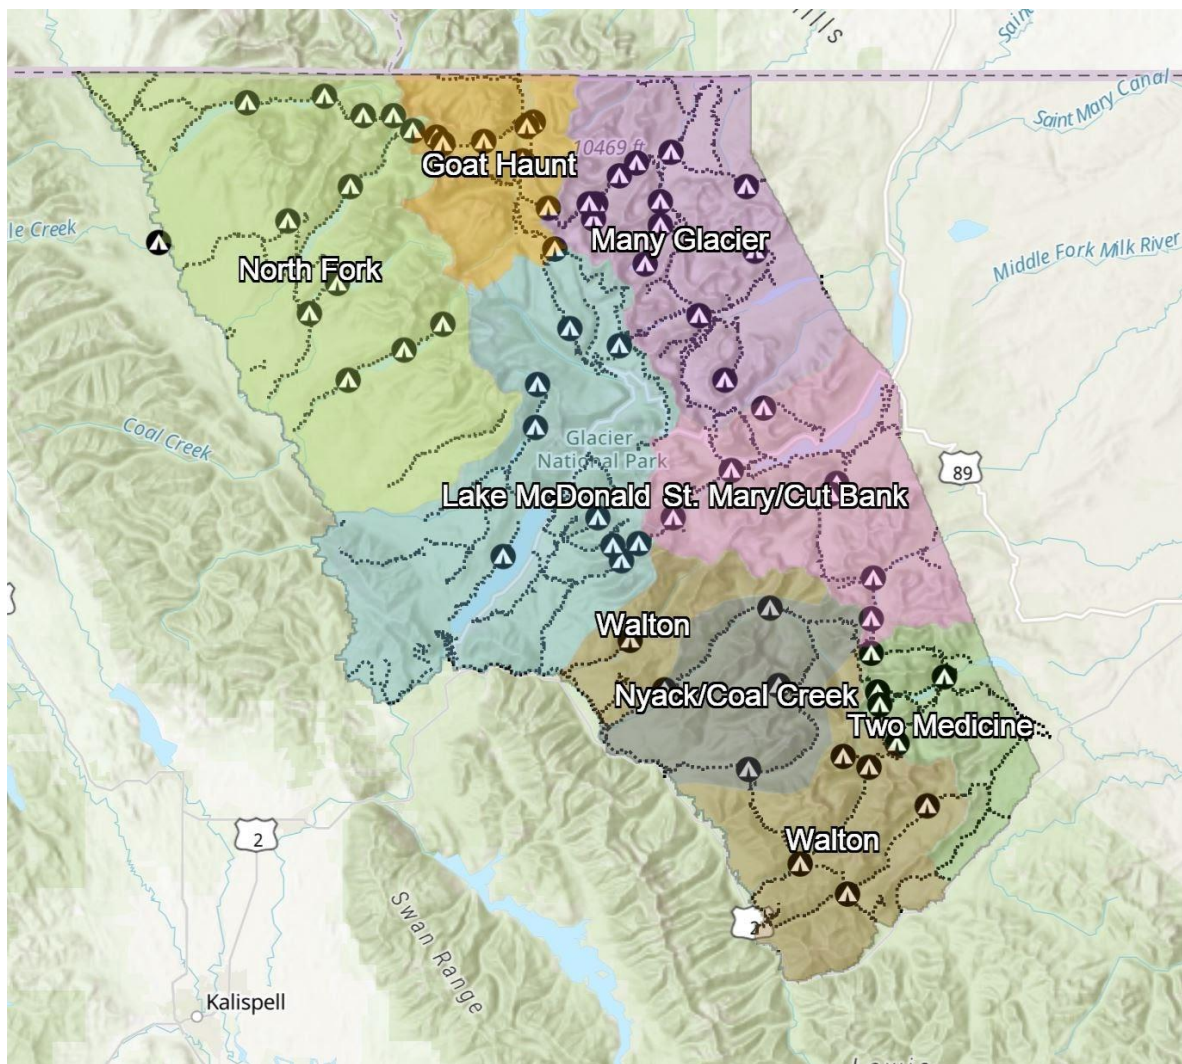 Saint Mary Canal
Goat Haunt
10469 ft
le Creek
Many Glacier
Middle Fork Milk River
North Fork
Coal Creek
Glacier
National Park
89
Lake McDonald
St. Mary/Cut Bank
Walton
Nyack/Coal Creek
Two Medicine
2
Walton
2
Swan Range
Kalispell